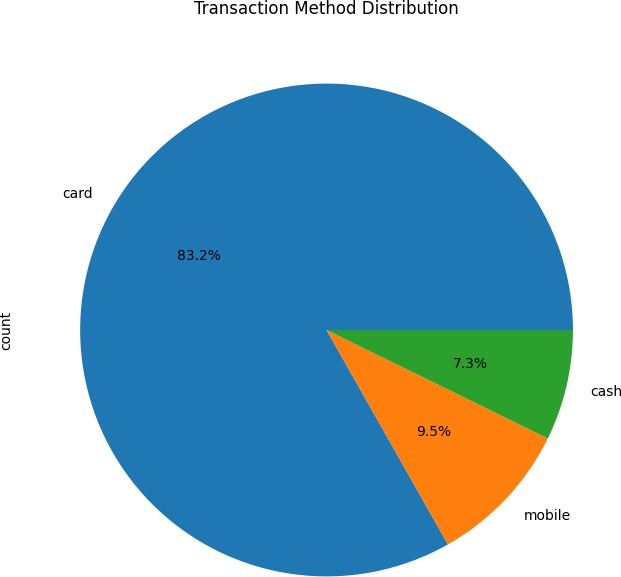 Transaction Method Distribution
card
83.2%
count
7.3%
cash
9.5%
mobile